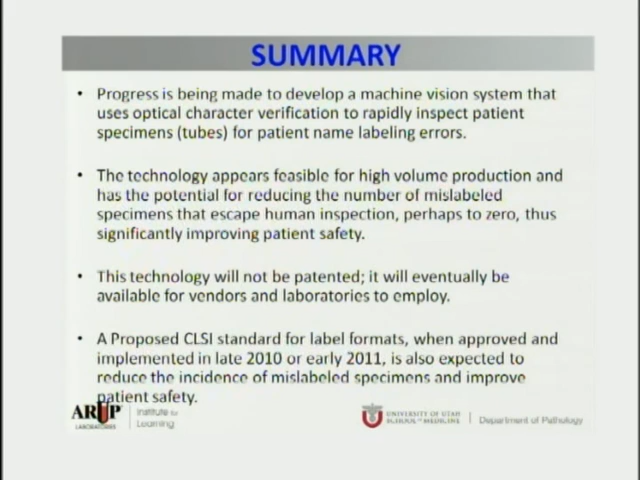 SUMMARY
• Progress is being made to develop a machine vision system that
uses optical character verification to rapidly inspect patient
specimens (tubes) for patient name labeling errors.
• The technology appears feasible for high volume production and
has the potential for reducing the number of mislabeled
specimens that escape human inspection, perhaps to zero, thus
significantly improving patient safety.
• This technology will not be patented; it will eventually be
available for vendors and laboratories to employ.
• A Proposed CLSI standard for label formats, when approved and
implemented in late 2010 or early 2011, is also expected to
reduce the incidence of mislabeled specimens and improve
patient safety.
ARUP LABORATORIES | Institute for Learning
UNIVERSITY OF UTAH SCHOOL OF MEDICINE | Department of Pathology